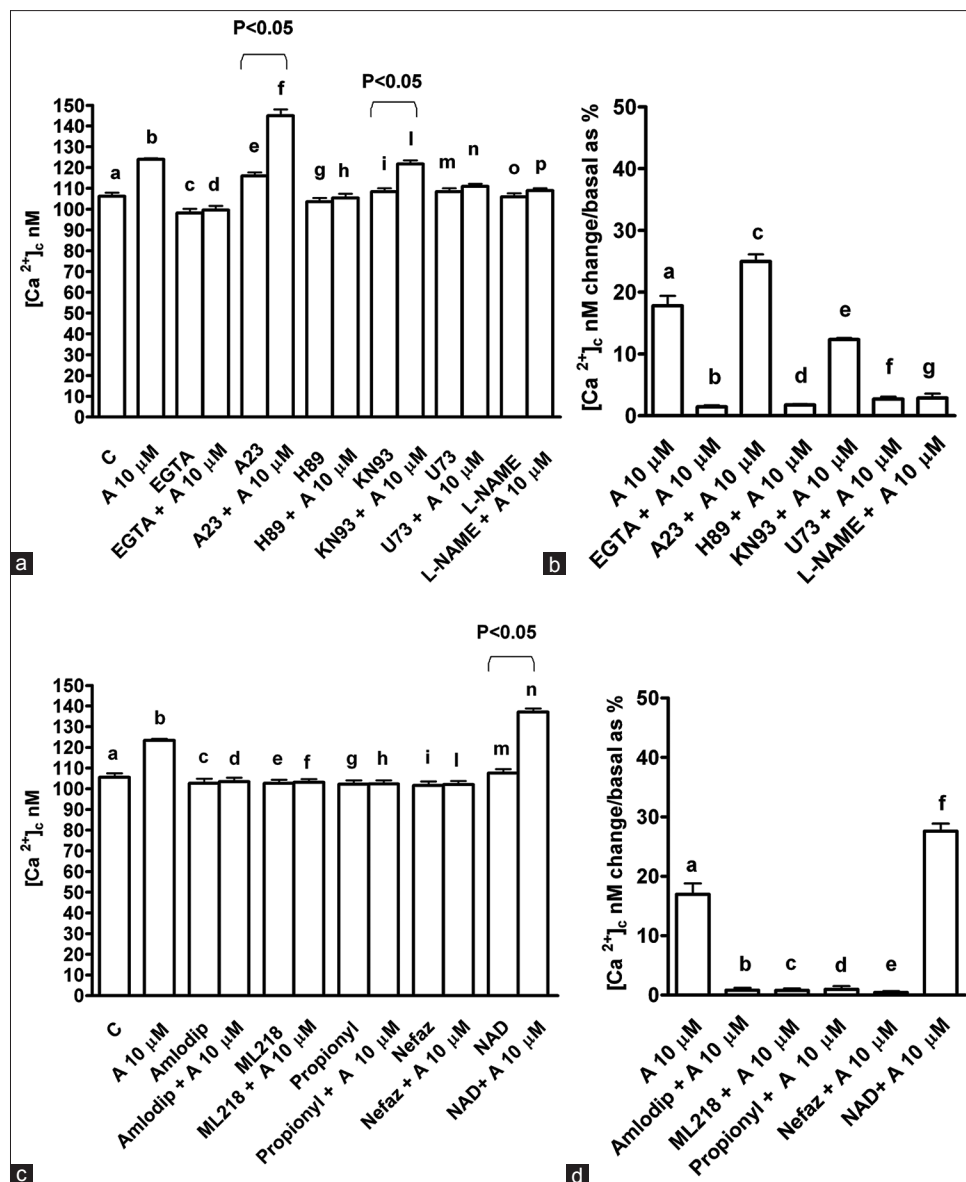 P<0.05
P<0.05
[Ca 2+]c nM
150
140
130
120
110
100
90
80
70
60
50
40
30
20
10
0
a b c d e f g h i l m n o p
C
A 10 µM
EGTA
EGTA + A 10 µM
A23
A23 + A 10 µM
H89
H89 + A 10 µM
KN93
KN93 + A 10 µM
U73
U73 + A 10 µM
L-NAME
L-NAME + A 10 µM
a
[Ca 2+]c nM change/basal as %
50
40
30
20
10
0
a b c d e f g
A 10 µM
EGTA + A 10 µM
A23 + A 10 µM
H89 + A 10 µM
KN93 + A 10 µM
U73 + A 10 µM
L-NAME + A 10 µM
b
P<0.05
[Ca 2+]c nM
150
140
130
120
110
100
90
80
70
60
50
40
30
20
10
0
a b c d e f g h i l m n
C
A 10 µM
Amlodip
Amlodip + A 10 µM
ML218
ML218 + A 10 µM
Propionyl
Propionyl + A 10 µM
Nefaz
Nefaz + A 10 µM
NAD
NAD+ A 10 µM
c
[Ca 2+]c nM change/basal as %
50
40
30
20
10
0
a b c d e f
A 10 µM
Amlodip + A 10 µM
ML218 + A 10 µM
Propionyl + A 10 µM
Nefaz + A 10 µM
NAD+ A 10 µM
d